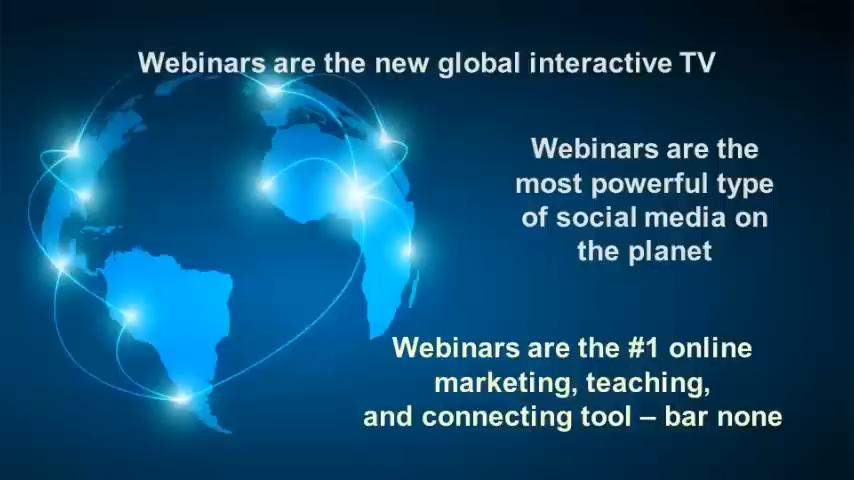 Webinars are the new global interactive TV
Webinars are the
most powerful type
of social media on
the planet
Webinars are the #1 online
marketing, teaching,
and connecting tool – bar none